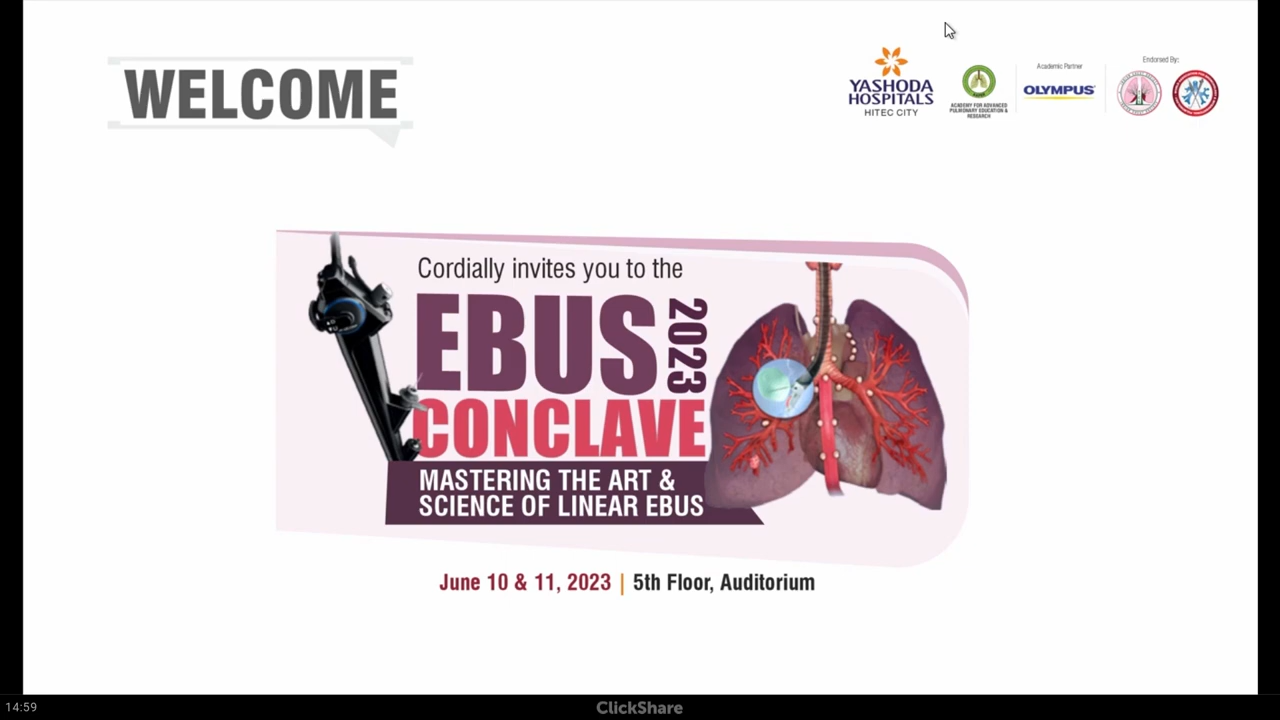 WELCOME
YASHODA
HOSPITALS
HITEC CITY
ACADEMY FOR ADVANCED
PULMONARY EDUCATION &
RESEARCH
Academic Partner
OLYMPUS
Endorsed By:
Cordially invites you to the
EBUS
2023
CONCLAVE
MASTERING THE ART &
SCIENCE OF LINEAR EBUS
June 10 & 11, 2023 | 5th Floor, Auditorium
14:59
ClickShare